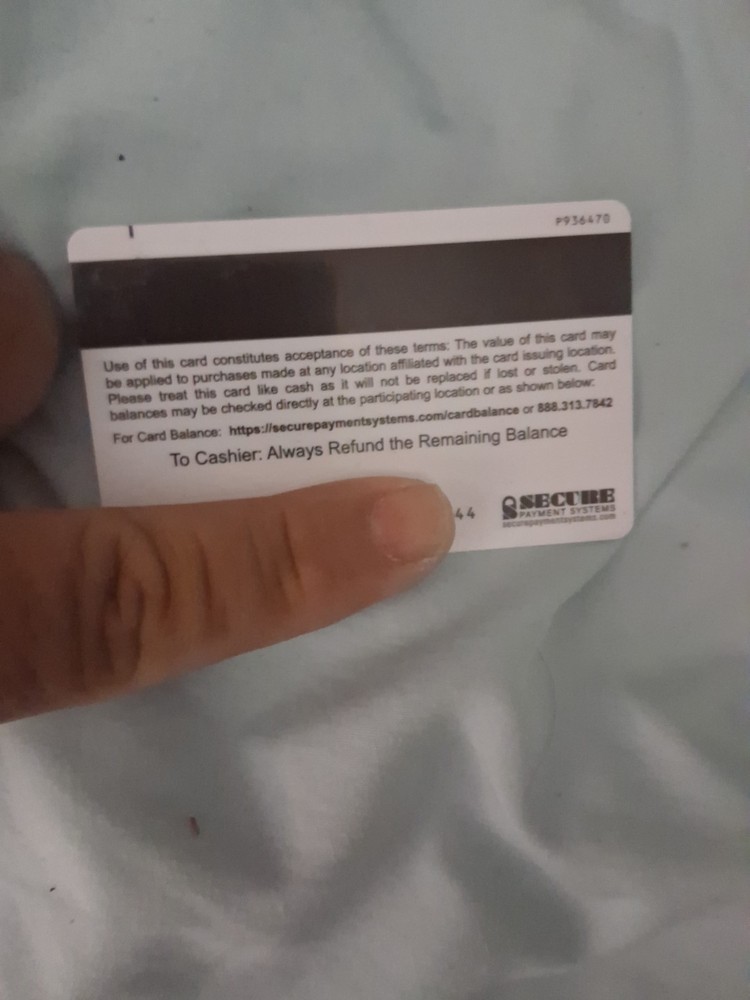 P936470
Use of this card constitutes acceptance of these terms: The value of this card may
be applied to purchases made at any location affiliated with the card issuing location.
Please treat this card like cash as it will not be replaced if lost or stolen. Card
balances may be checked directly at the participating location or as shown below:
For Card Balance: https://securepaymentsystems.com/cardbalance or 888.313.7842
To Cashier: Always Refund the Remaining Balance
44
SECURE
PAYMENT SYSTEMS
securepaymentsystems.com